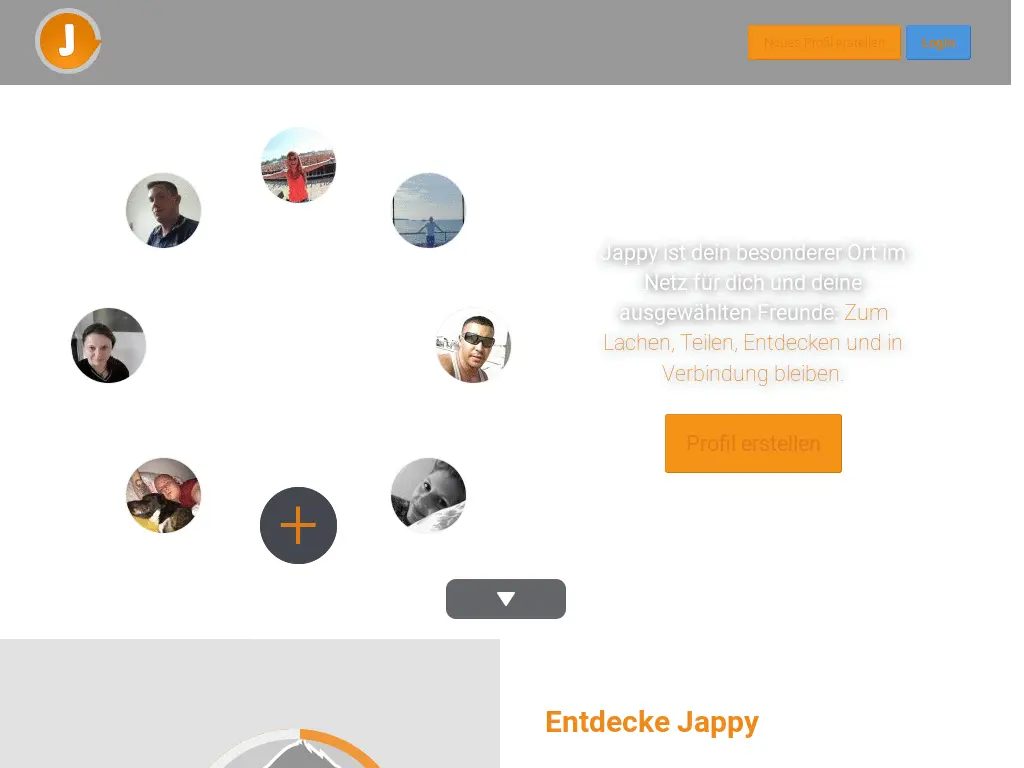 J
Neues Profil erstellen
Login
Jappy ist dein besonderer Ort im
Netz für dich und deine
ausgewählten Freunde: Zum
Lachen, Teilen, Entdecken und in
Verbindung bleiben.
Profil erstellen
Entdecke Jappy